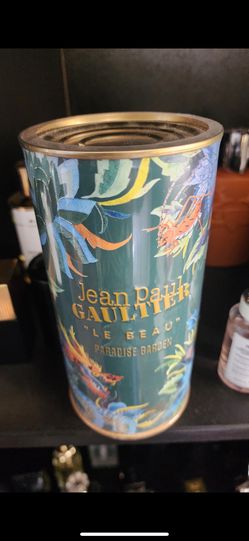 Jean Paul
GAULTIER
"LE BEAU"
PARADISE GARDEN